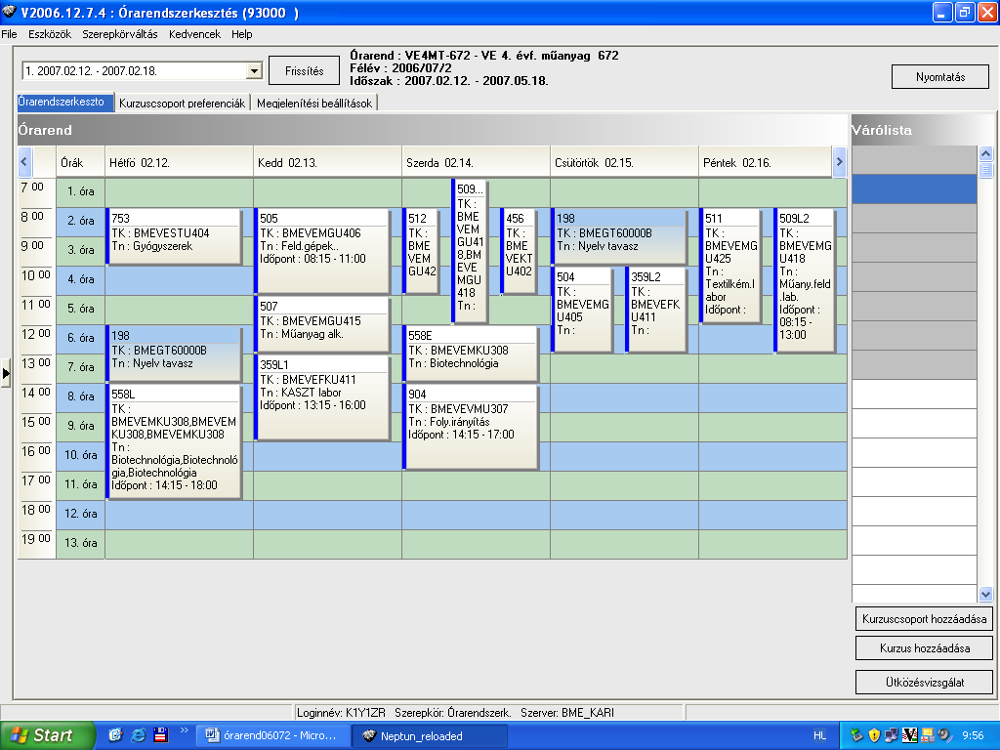 V2006.12.7.4 : Órarendszerkesztés (93000 )
File Eszközök Szerepkörváltás Kedvencek Help
1. 2007.02.12. - 2007.02.18.
Frissítés
Órarend : VE4MT-672 - VE 4. évf. műanyag 672
Félév : 2006/07/2
Időszak : 2007.02.12. - 2007.05.18.
Nyomtatás
Órarendszerkeszto Kurzuscsoport preferenciák Megjelenítési beállítások
Órarend
Várólista
Órák Hétfő 02.12. Kedd 02.13. Szerda 02.14. Csütörtök 02.15. Péntek 02.16.
7 00 1. óra
8 00 2. óra
9 00 3. óra
10 00 4. óra
11 00 5. óra
12 00 6. óra
13 00 7. óra
14 00 8. óra
15 00 9. óra
16 00 10. óra
17 00 11. óra
18 00 12. óra
19 00 13. óra
753
TK : BMEVESTU404
Tn : Gyógyszerek
198
TK : BMEGT60000B
Tn : Nyelv tavasz
558L
TK :
BMEVEMKU308,BMEVEM
KU308,BMEVEMKU308
Tn :
Biotechnológia,Biotechnoló
gia,Biotechnológia
Időpont : 14:15 - 18:00
505
TK : BMEVEMGU406
Tn : Feld.gépek..
Időpont : 08:15 - 11:00
507
TK : BMEVEMGU415
Tn : Műanyag alk.
359L1
TK : BMEVEFKU411
Tn : KASZT labor
Időpont : 13:15 - 16:00
512
TK :
BME
VEM
GU42
509...
TK :
BME
VEM
GU41
8,BM
EVE
MGU
418
Tn :
456
TK :
BME
VEKT
U402
558E
TK : BMEVEMKU308
Tn : Biotechnológia
904
TK : BMEVEVMU307
Tn : Foly.irányítás
Időpont : 14:15 - 17:00
198
TK : BMEGT60000B
Tn : Nyelv tavasz
504
TK :
BMEVEMG
U405
Tn :
359L2
TK :
BMEVEFK
U411
Tn :
511
TK :
BMEVEMG
U425
Tn :
Textilkém.l
abor
Időpont :
509L2
TK :
BMEVEMG
U418
Tn :
Műany.feld
.lab.
Időpont :
08:15 -
13:00
Kurzuscsoport hozzáadása
Kurzus hozzáadása
Ütközésvizsgálat
Loginnév: K1Y1ZR Szerepkör: Órarendszerk. Szerver: BME_KARI
Start
órarend06072 - Micro...
Neptun_reloaded
HL
9:56